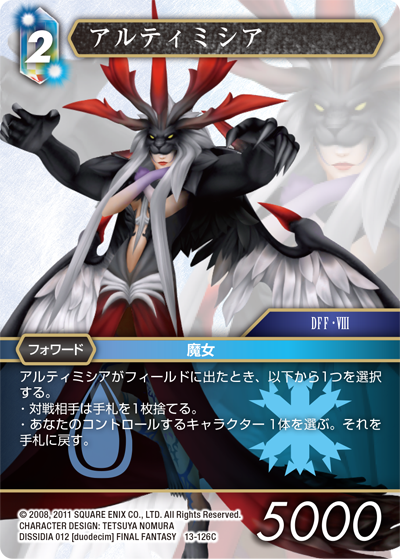 2
アルティミシア
DFF・VIII
フォワード
魔女
アルティミシアがフィールドに出たとき、以下から1つを選択
する。
・対戦相手は手札を1枚捨てる。
・あなたのコントロールするキャラクター 1体を選ぶ。それを
手札に戻す。
© 2008, 2011 SQUARE ENIX CO., LTD. All Rights Reserved.
CHARACTER DESIGN: TETSUYA NOMURA
DISSIDIA 012 [duodecim] FINAL FANTASY 13-126C
5000